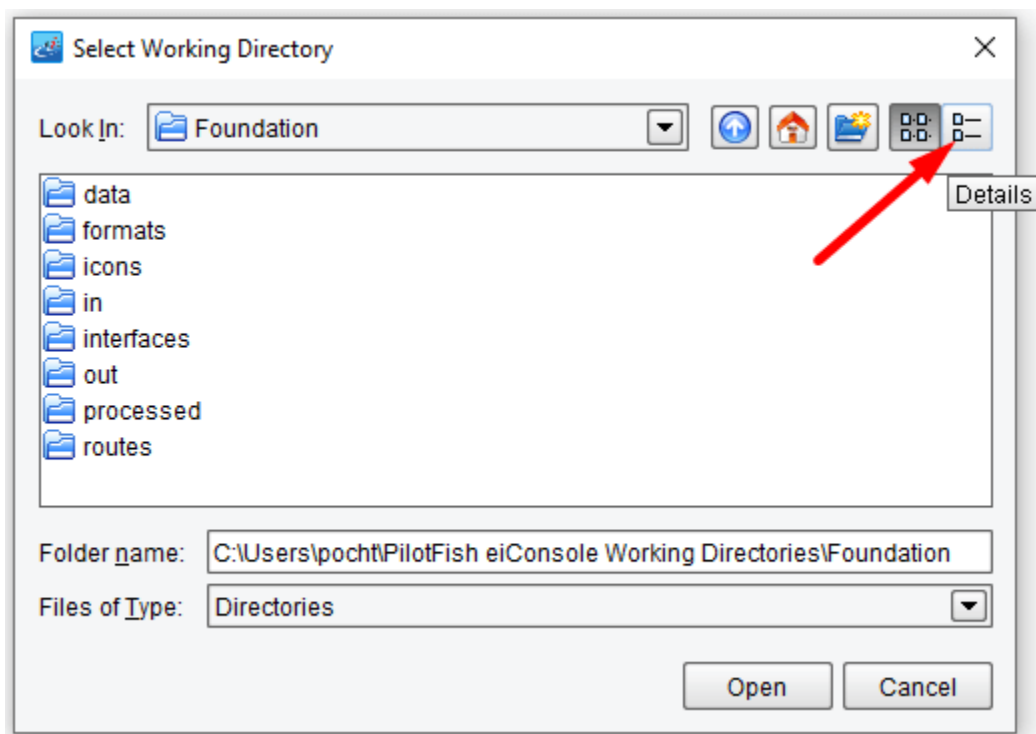 Select Working Directory
Look In: Foundation
Details
data
formats
icons
in
interfaces
out
processed
routes
Folder name: C:\Users\pocht\PilotFish eiConsole Working Directories\Foundation
Files of Type: Directories
Open Cancel